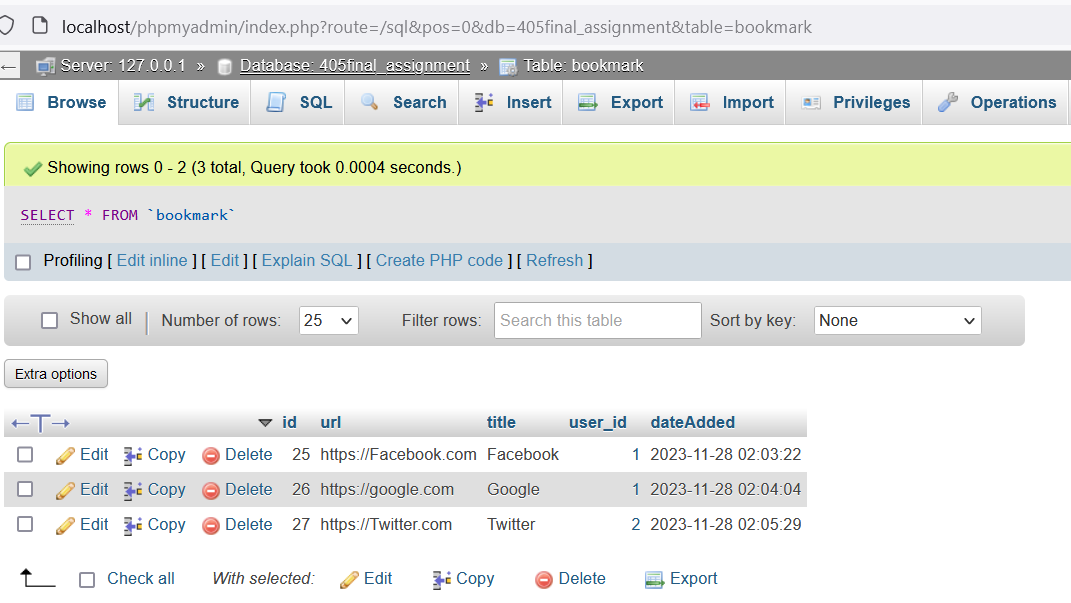 localhost/phpmyadmin/index.php?route=/sql&pos=0&db=405final_assignment&table=bookmark
Server: 127.0.0.1 » Database: 405final_assignment » Table: bookmark
Browse Structure SQL Search Insert Export Import Privileges Operations
Showing rows 0 - 2 (3 total, Query took 0.0004 seconds.)
SELECT * FROM `bookmark`
Profiling [ Edit inline ] [ Edit ] [ Explain SQL ] [ Create PHP code ] [ Refresh ]
Show all Number of rows: 25 Filter rows: Search this table Sort by key: None
Extra options
id url title user_id dateAdded
Edit Copy Delete 25 https://Facebook.com Facebook 1 2023-11-28 02:03:22
Edit Copy Delete 26 https://google.com Google 1 2023-11-28 02:04:04
Edit Copy Delete 27 https://Twitter.com Twitter 2 2023-11-28 02:05:29
Check all With selected: Edit Copy Delete Export